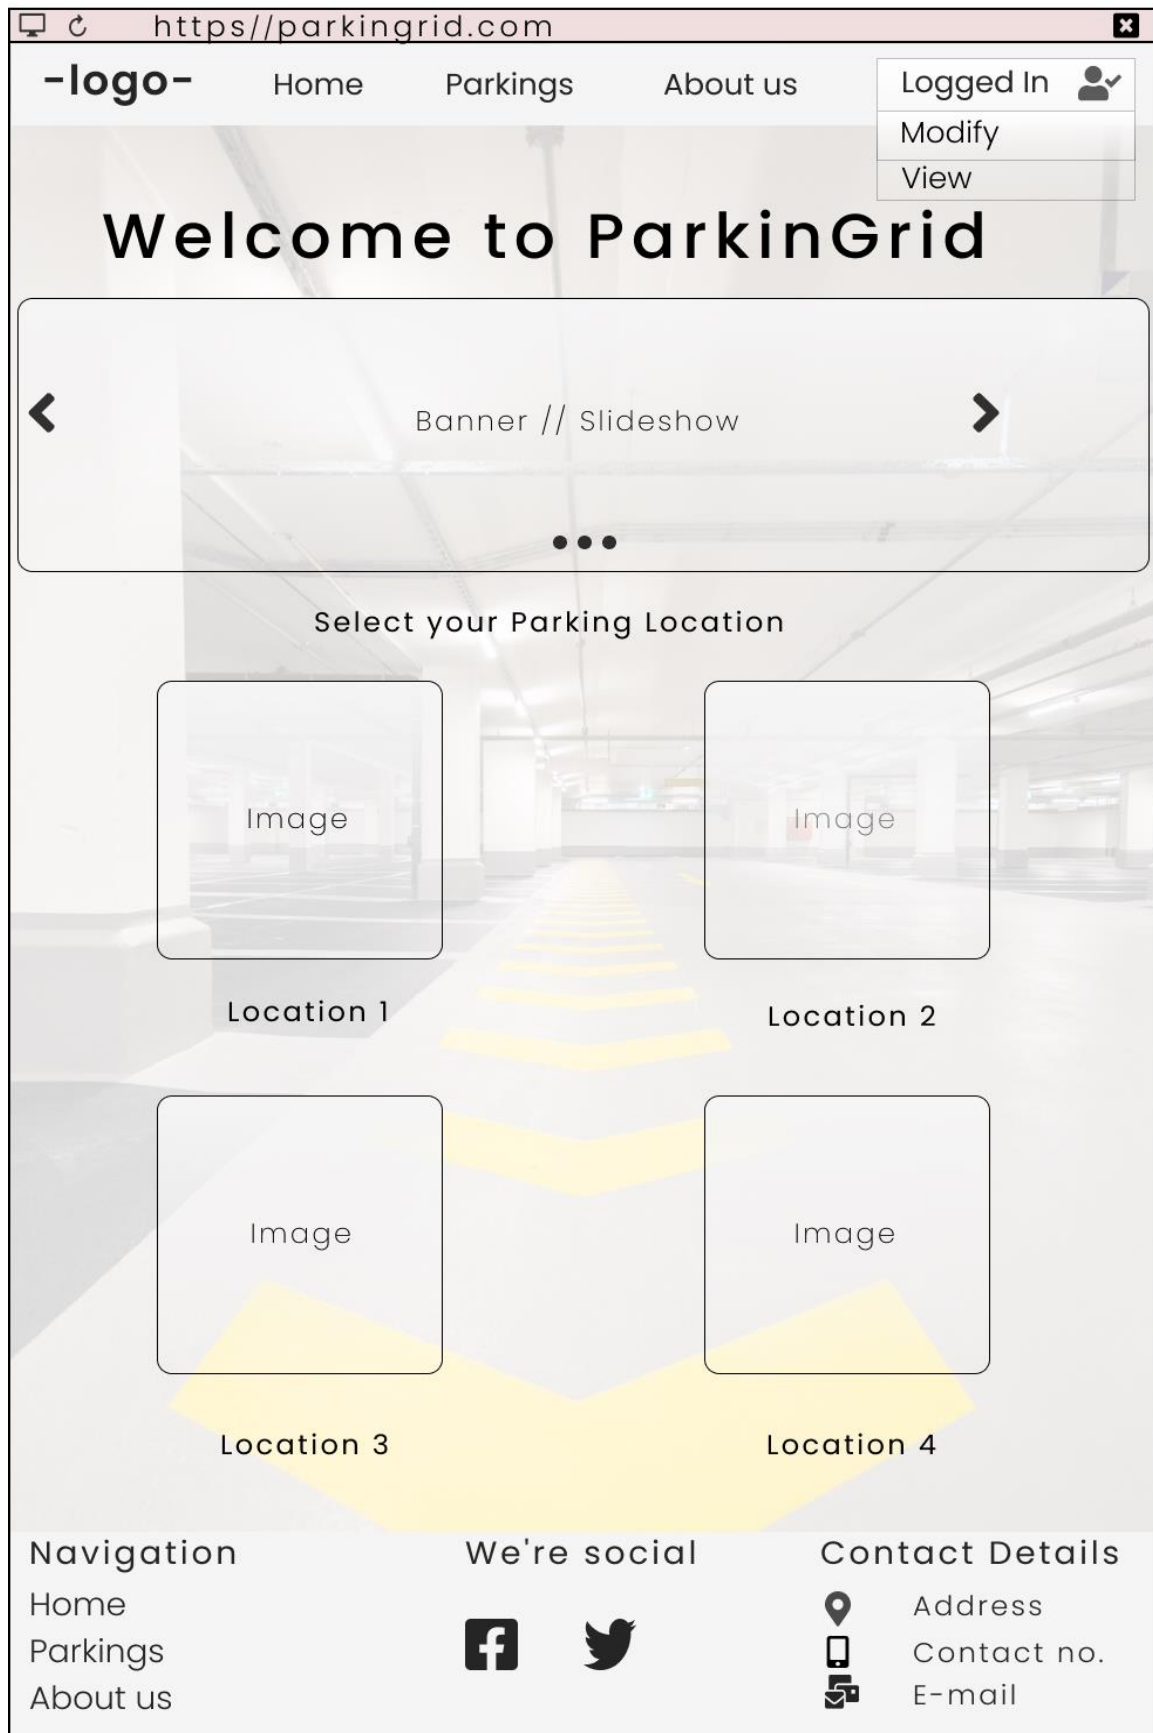 https//parkingrid.com
-logo- Home Parkings About us Logged In
Modify
View
Welcome to ParkinGrid
Banner // Slideshow
Select your Parking Location
Image Image
Location 1 Location 2
Image Image
Location 3 Location 4
Navigation We're social Contact Details
Home Address
Parkings Contact no.
About us E-mail